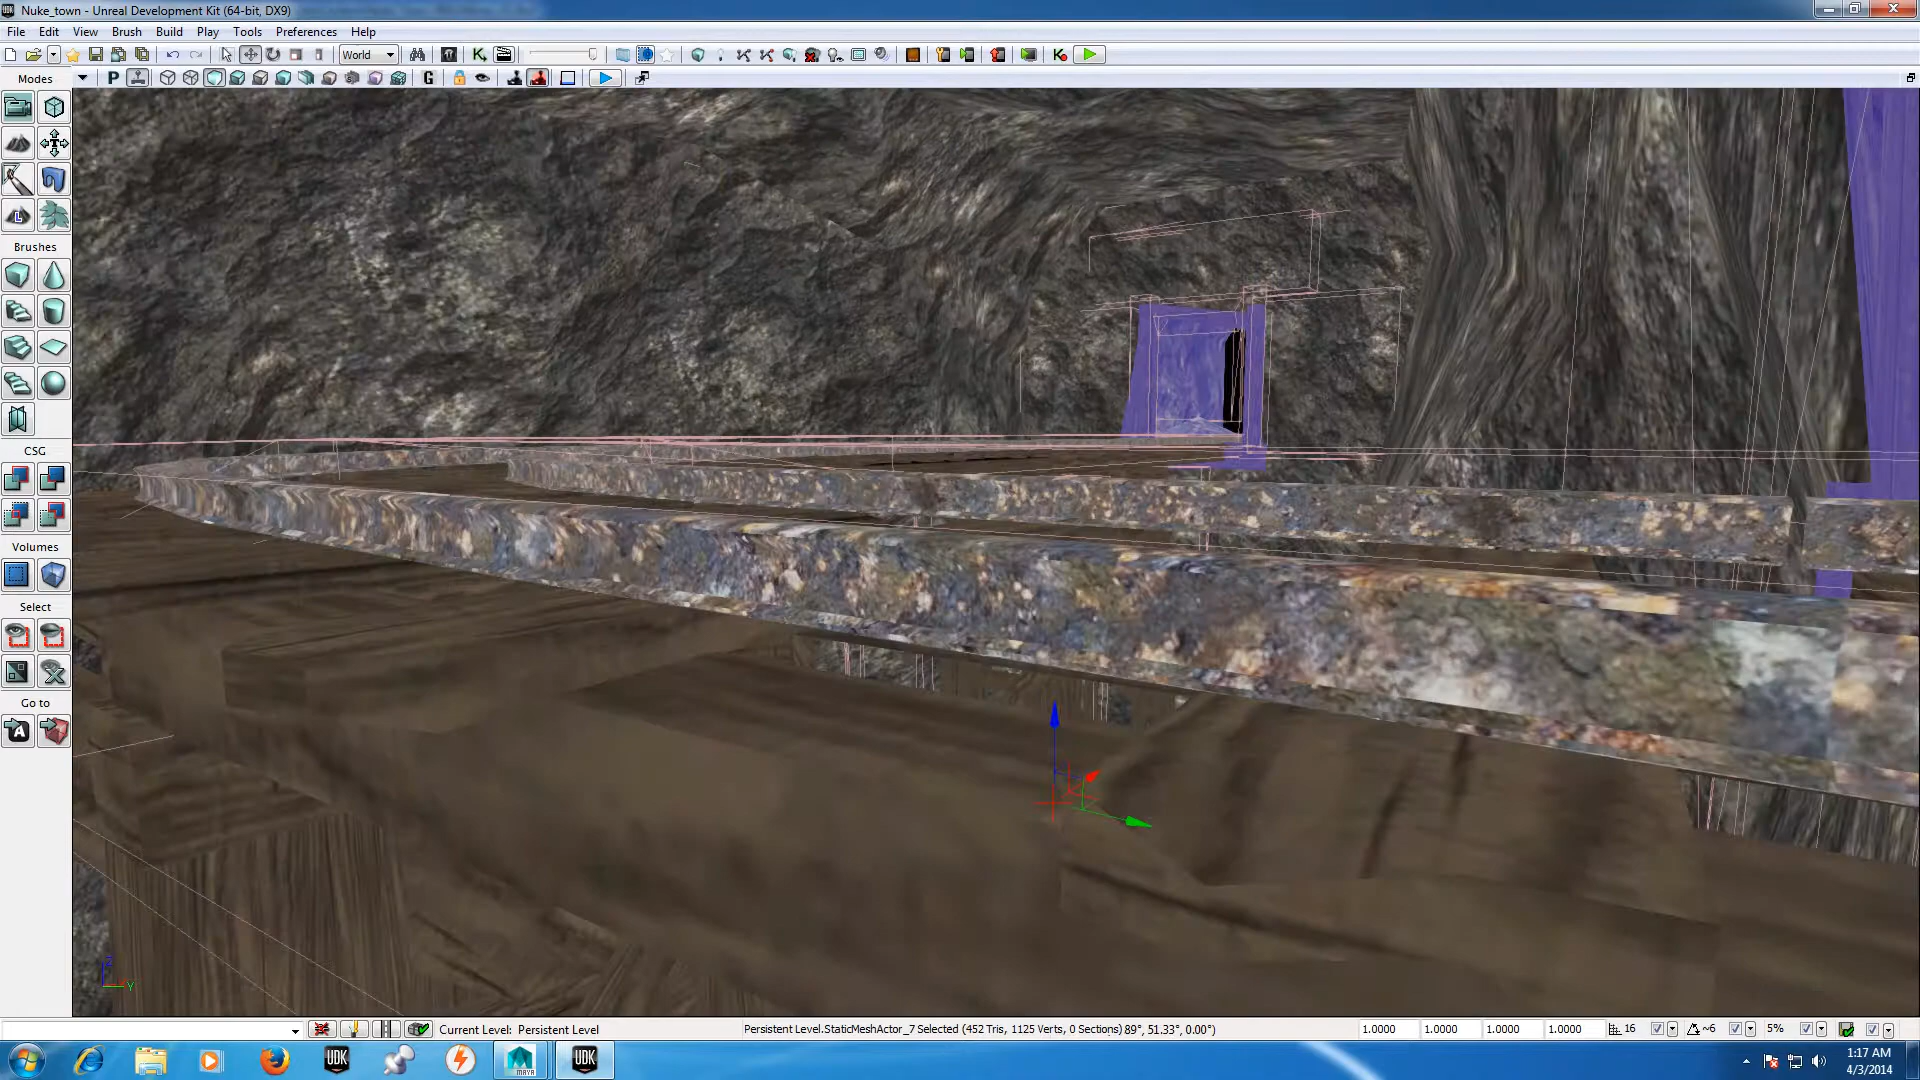 Nuke_town - Unreal Development Kit (64-bit, DX9)
File Edit View Brush Build Play Tools Preferences Help
World
Modes
P
G
Brushes
CSG
Volumes
Select
Go to
Y
Current Level: Persistent Level
Persistent Level.StaticMeshActor_7 Selected (452 Tris, 1125 Verts, 0 Sections) 89°, 51.33°, 0.00°)
1.0000 1.0000 1.0000 1.0000 16 ~6 5%
UDK
MAYA
UDK
1:17 AM
4/3/2014